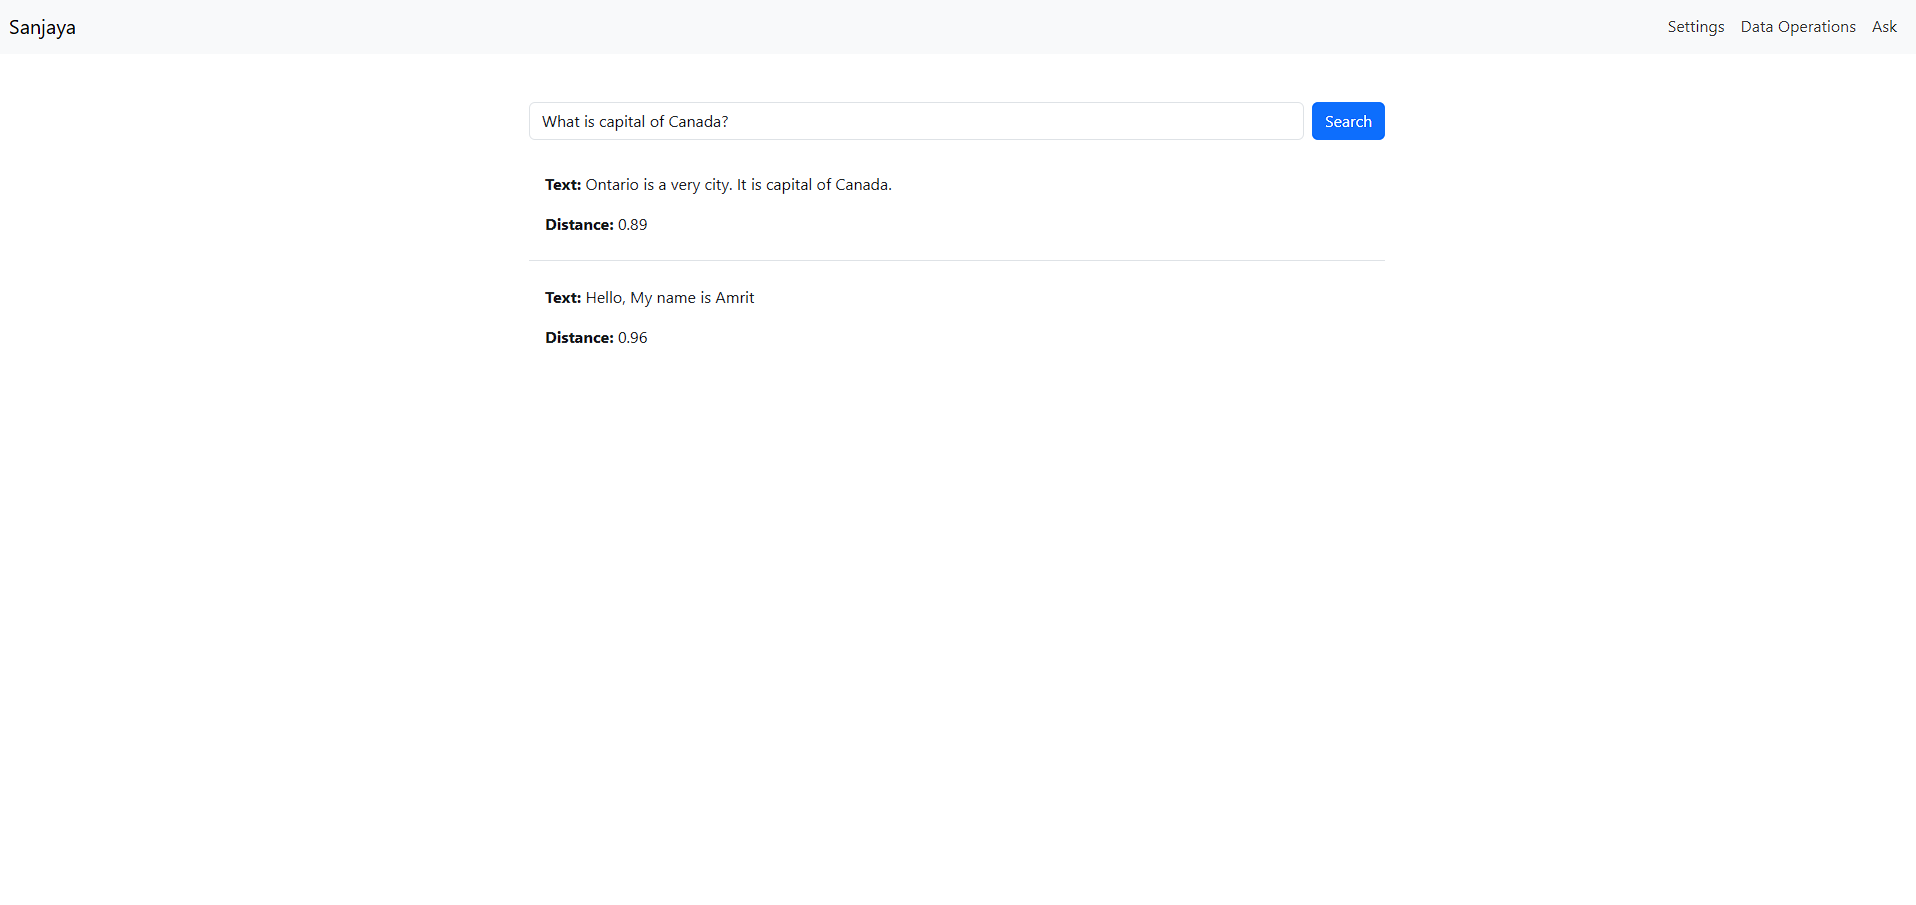 Sanjaya
Settings Data Operations Ask
What is capital of Canada?
Search
Text: Ontario is a very city. It is capital of Canada.
Distance: 0.89
Text: Hello, My name is Amrit
Distance: 0.96